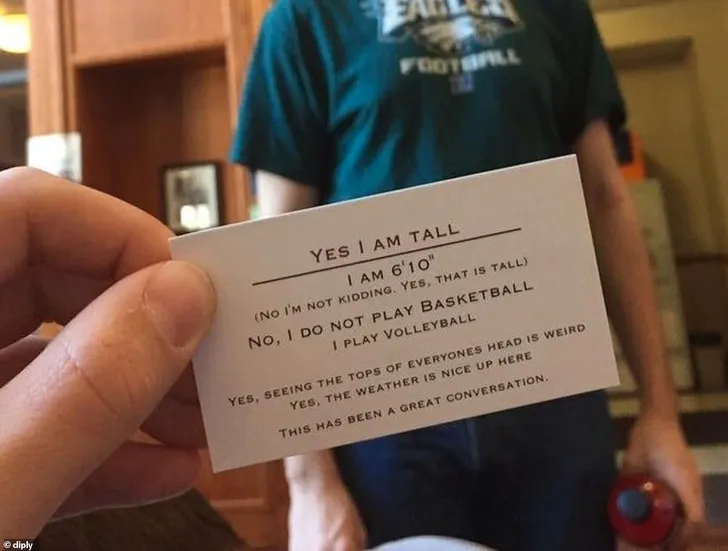 EAGLES
FOOTBALL
YES I AM TALL
I AM 6'10"
(NO I'M NOT KIDDING. YES, THAT IS TALL)
NO, I DO NOT PLAY BASKETBALL
I PLAY VOLLEYBALL
YES, SEEING THE TOPS OF EVERYONES HEAD IS WEIRD
YES, THE WEATHER IS NICE UP HERE
THIS HAS BEEN A GREAT CONVERSATION.
© diply